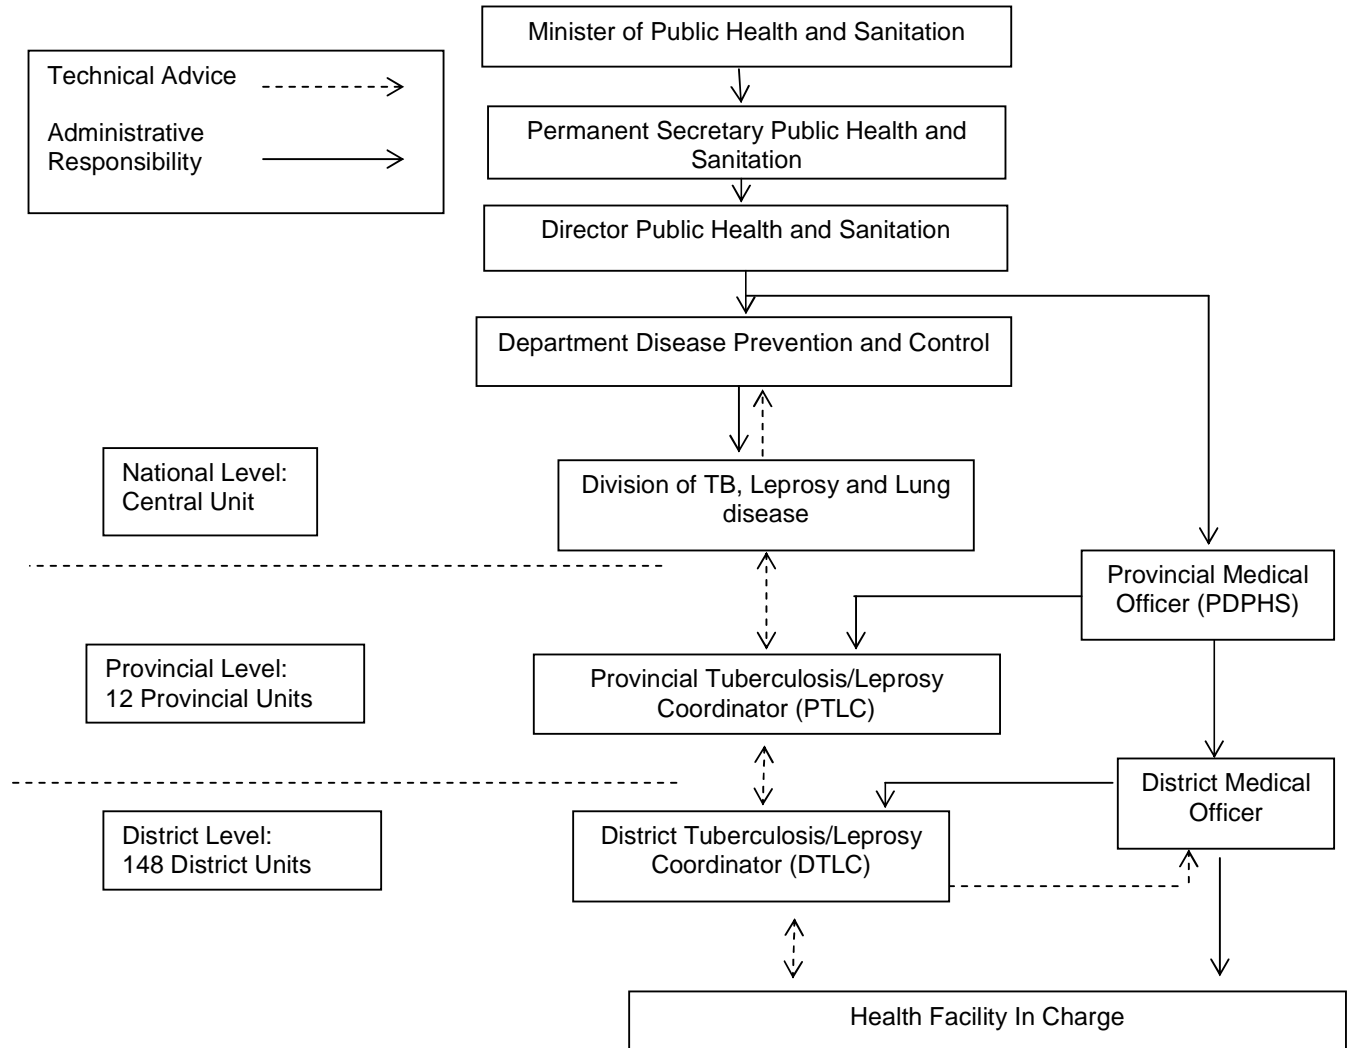 Minister of Public Health and Sanitation
Technical Advice
Administrative
Responsibility
Permanent Secretary Public Health and
Sanitation
Director Public Health and Sanitation
Department Disease Prevention and Control
National Level:
Central Unit
Division of TB, Leprosy and Lung
disease
Provincial Medical
Officer (PDPHS)
Provincial Level:
12 Provincial Units
Provincial Tuberculosis/Leprosy
Coordinator (PTLC)
District Medical
Officer
District Level:
148 District Units
District Tuberculosis/Leprosy
Coordinator (DTLC)
Health Facility In Charge